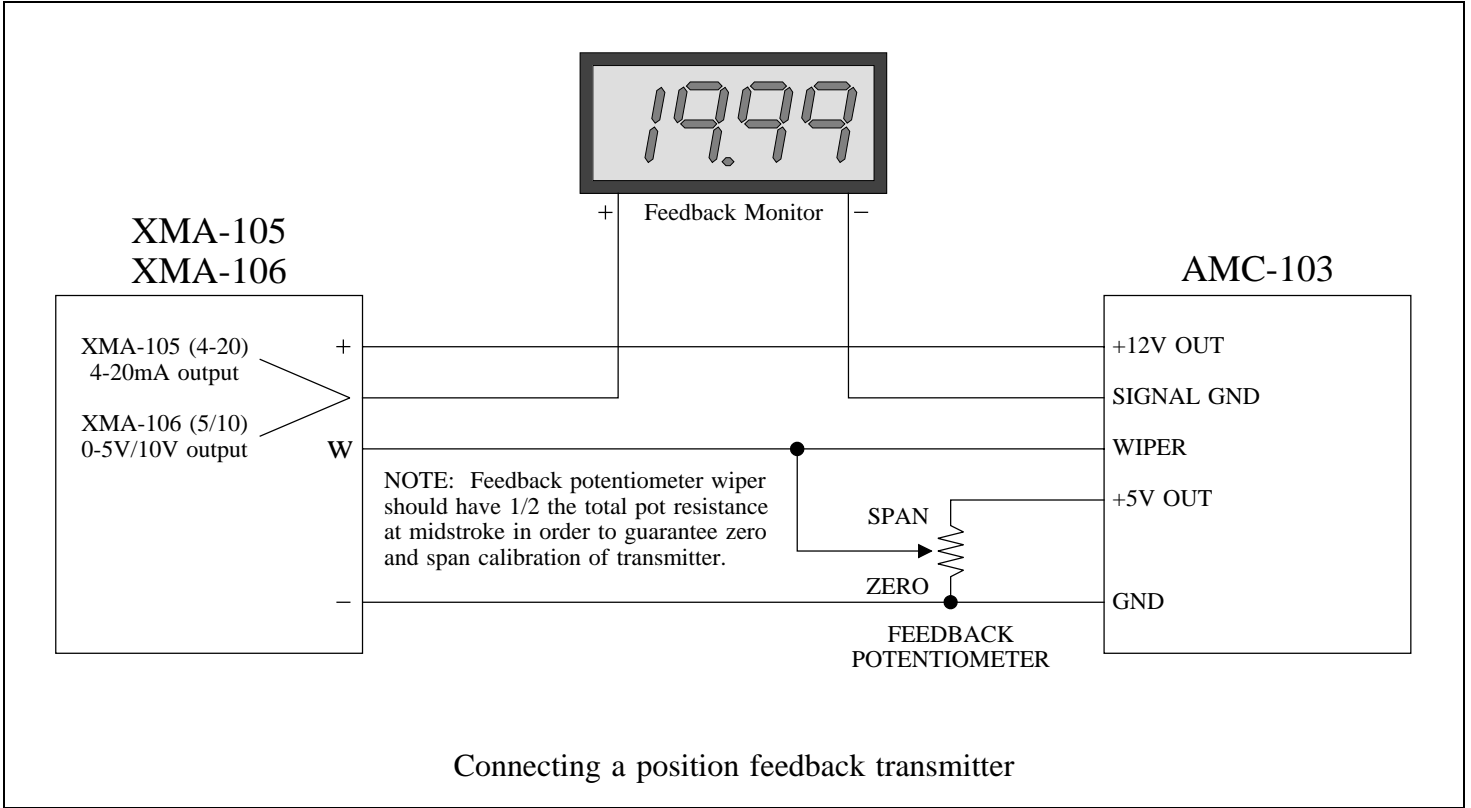 19.99
+ Feedback Monitor −
XMA-105
XMA-106
AMC-103
XMA-105 (4-20)
4-20mA output
XMA-106 (5/10)
0-5V/10V output
+
W
−
NOTE: Feedback potentiometer wiper
should have 1/2 the total pot resistance
at midstroke in order to guarantee zero
and span calibration of transmitter.
SPAN
ZERO
FEEDBACK
POTENTIOMETER
+12V OUT
SIGNAL GND
WIPER
+5V OUT
GND
Connecting a position feedback transmitter